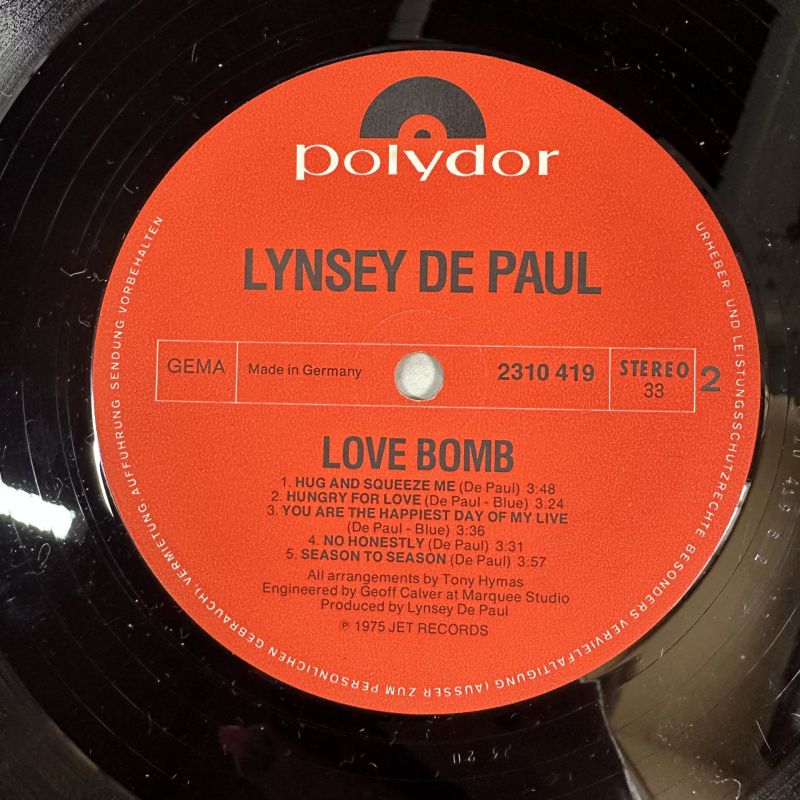 polydor
LYNSEY DE PAUL
GEMA
Made in Germany
2310 419
STEREO
33
2
LOVE BOMB
1. HUG AND SQUEEZE ME (De Paul) 3:48
2. HUNGRY FOR LOVE (De Paul - Blue) 3:24
3. YOU ARE THE HAPPIEST DAY OF MY LIVE
(De Paul - Blue) 3:36
4. NO HONESTLY (De Paul) 3:31
5. SEASON TO SEASON (De Paul) 3:57
All arrangements by Tony Hymas
Engineered by Geoff Calver at Marquee Studio
Produced by Lynsey De Paul
℗ 1975 JET RECORDS
URHEBER- UND LEISTUNGSSCHUTZRECHTE BESONDERS VERVIELFÄLTIGUNG (AUSSER ZUM PERSÖNLICHEN GEBRAUCH), VERMIETUNG, AUFFÜHRUNG, SENDUNG VORBEHALTEN